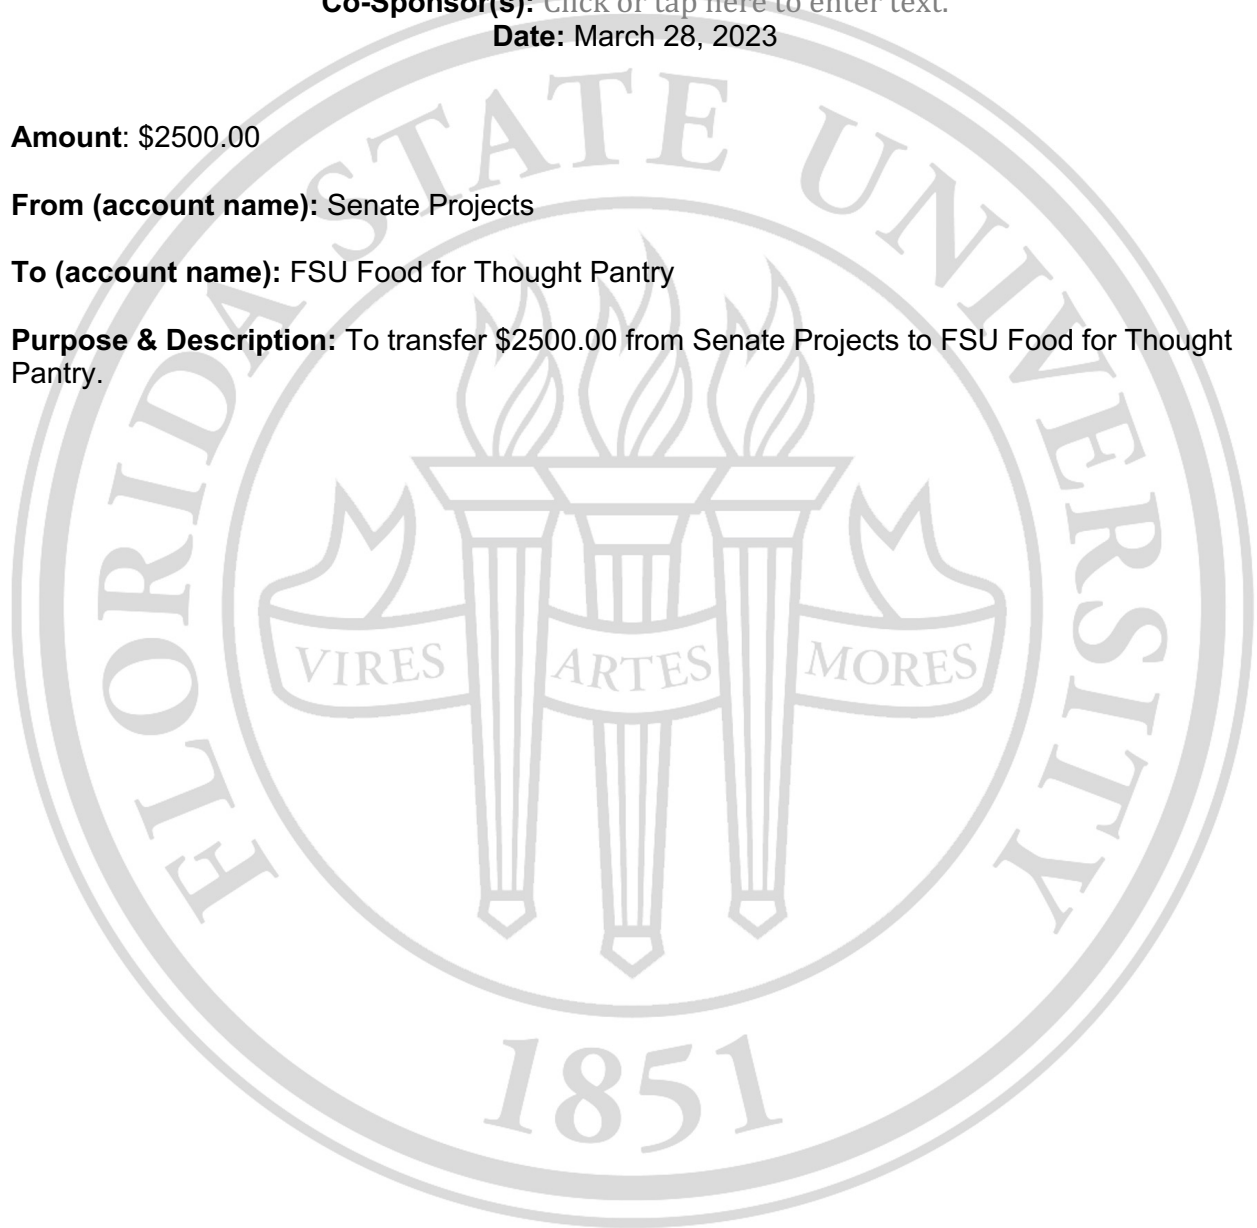 Co-Sponsor(s): Click or tap here to enter text.
Date: March 28, 2023
Amount: $2500.00
From (account name): Senate Projects
To (account name): FSU Food for Thought Pantry
Purpose & Description: To transfer $2500.00 from Senate Projects to FSU Food for Thought
Pantry.
FLORIDA STATE UNIVERSITY
VIRES ARTES MORES
1851